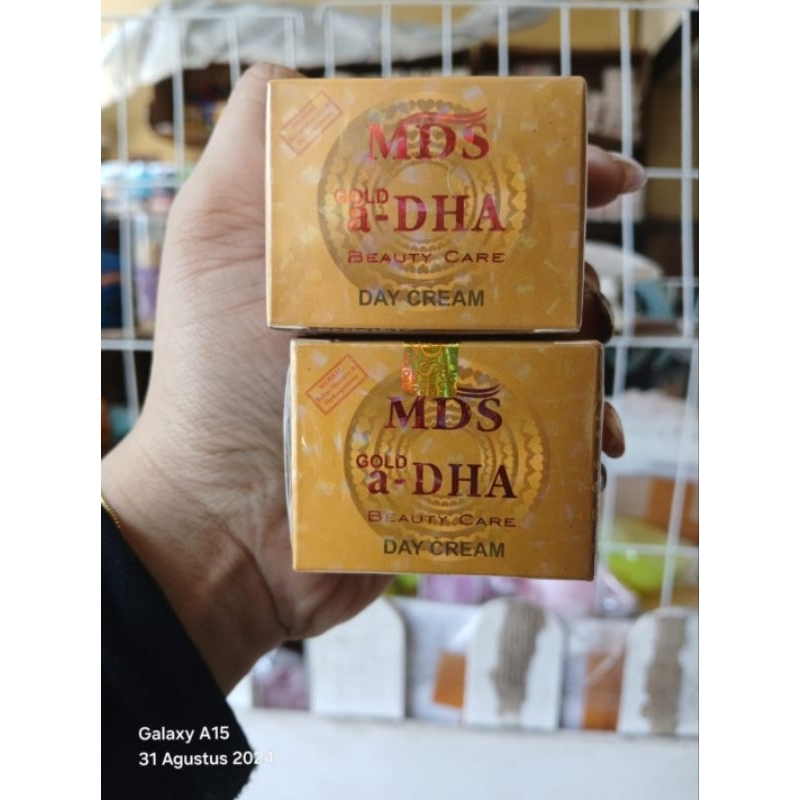 MDS
GOLD
a-DHA
BEAUTY CARE
DAY CREAM
MDS
GOLD
a-DHA
BEAUTY CARE
DAY CREAM
Galaxy A15
31 Agustus 2024